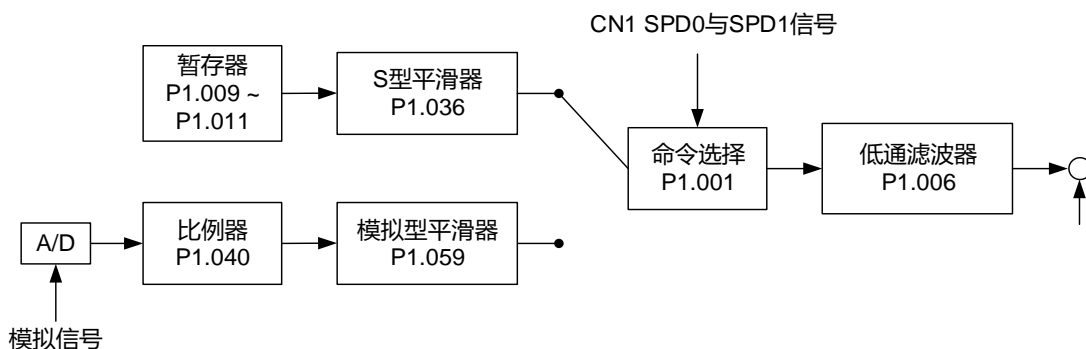 CN1 SPD0与SPD1信号
暂存器
P1.009 ~
P1.011
S型平滑器
P1.036
命令选择
P1.001
低通滤波器
P1.006
A/D
比例器
P1.040
模拟型平滑器
P1.059
模拟信号